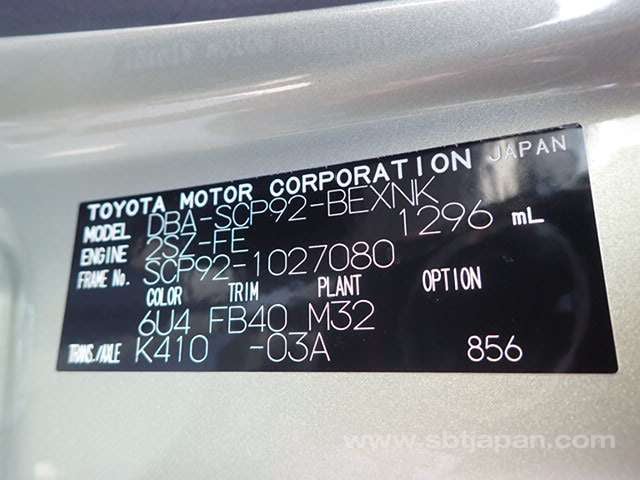 TOYOTA MOTOR CORPORATION JAPAN
MODEL DBA-SCP92-BEXNK
ENGINE 2SZ-FE 1296 mL
FRAME No. SCP92-1027080
COLOR TRIM PLANT OPTION
6U4 FB40 M32
TRANS./AXLE K410 -03A 856
www.sbtjapan.com